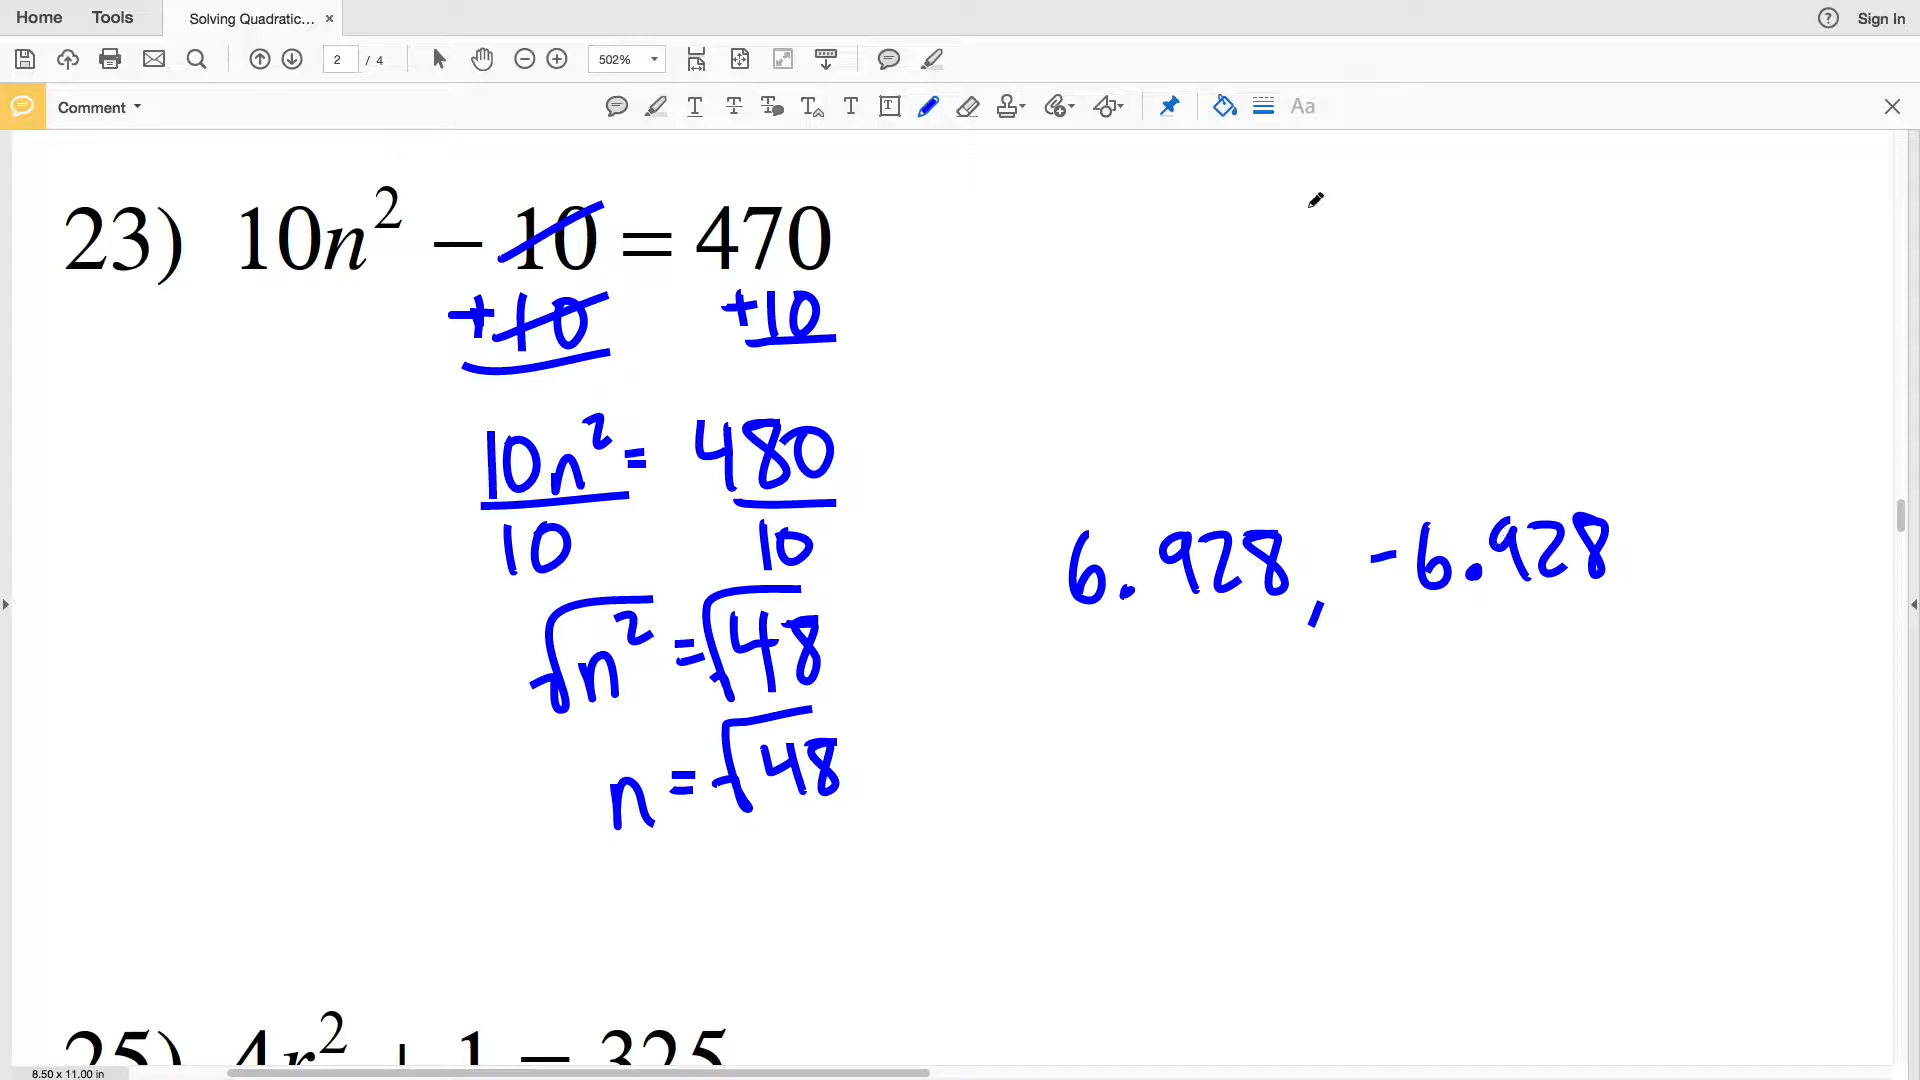 Home Tools Solving Quadratic... × Sign In
2 / 4 502%
Comment Aa
23) 10n² − 10 = 470
+10 +10
10n² = 480
10 10
√n² = √48
n = √48
6.928, -6.928
25) 4r² + 1 = 325
8.50 x 11.00 in